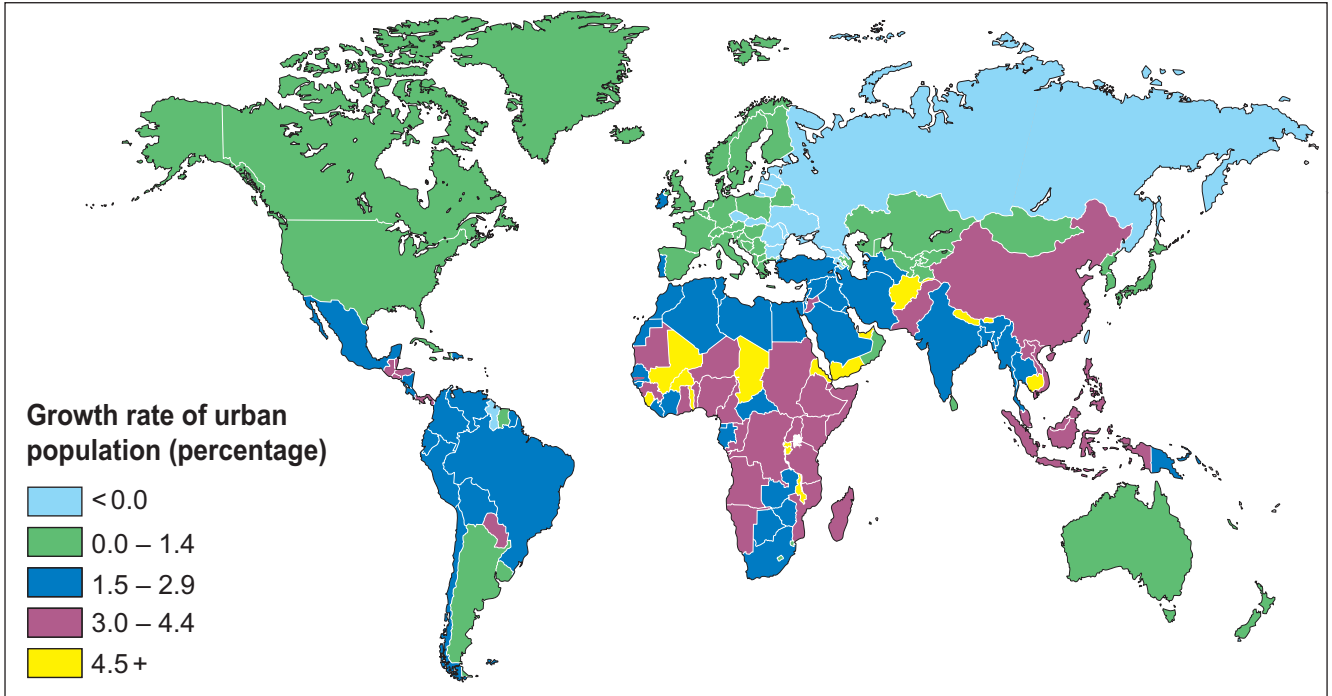 Growth rate of urban
population (percentage)
< 0.0
0.0 – 1.4
1.5 – 2.9
3.0 – 4.4
4.5 +